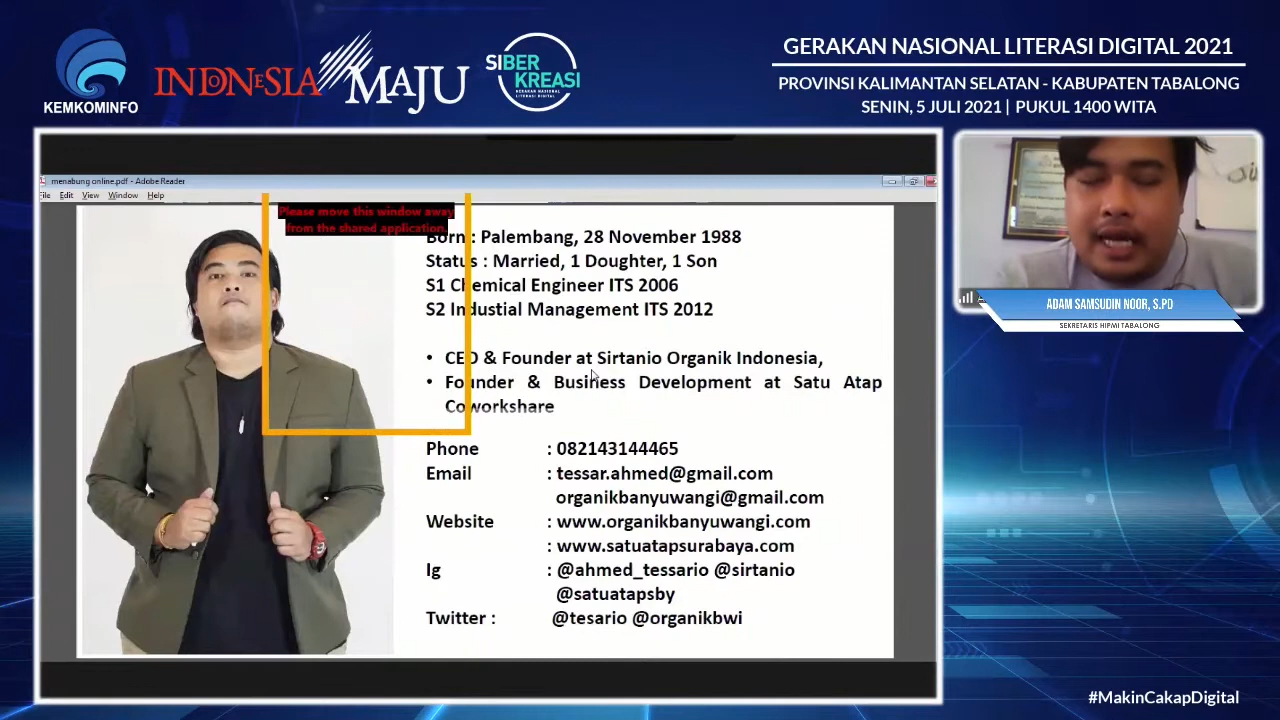 KEMKOMINFO
INDONESIA MAJU
SIBER
KREASI
GERAKAN NASIONAL
LITERASI DIGITAL
GERAKAN NASIONAL LITERASI DIGITAL 2021
PROVINSI KALIMANTAN SELATAN - KABUPATEN TABALONG
SENIN, 5 JULI 2021 | PUKUL 1400 WITA
menabung online.pdf - Adobe Reader
ile Edit View Window Help
Please move this window away
from the shared application.
Born : Palembang, 28 November 1988
Status : Married, 1 Doughter, 1 Son
S1 Chemical Engineer ITS 2006
S2 Industial Management ITS 2012
• CEO & Founder at Sirtanio Organik Indonesia,
• Founder & Business Development at Satu Atap
Coworkshare
Phone : 082143144465
Email : tessar.ahmed@gmail.com
organikbanyuwangi@gmail.com
Website : www.organikbanyuwangi.com
: www.satuatapsurabaya.com
Ig : @ahmed_tessario @sirtanio
@satuatapsby
Twitter : @tesario @organikbwi
ADAM SAMSUDIN NOOR, S.PD
SEKRETARIS HIPMI TABALONG
#MakinCakapDigital